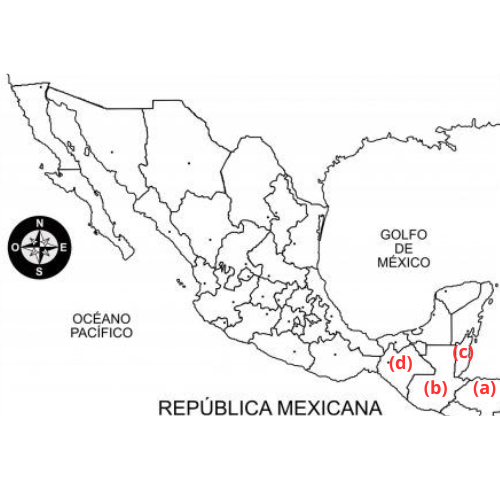 N
O
E
S
GOLFO
DE
MÉXICO
OCÉANO
PACÍFICO
(c)
(d)
(b)
(a)
REPÚBLICA MEXICANA